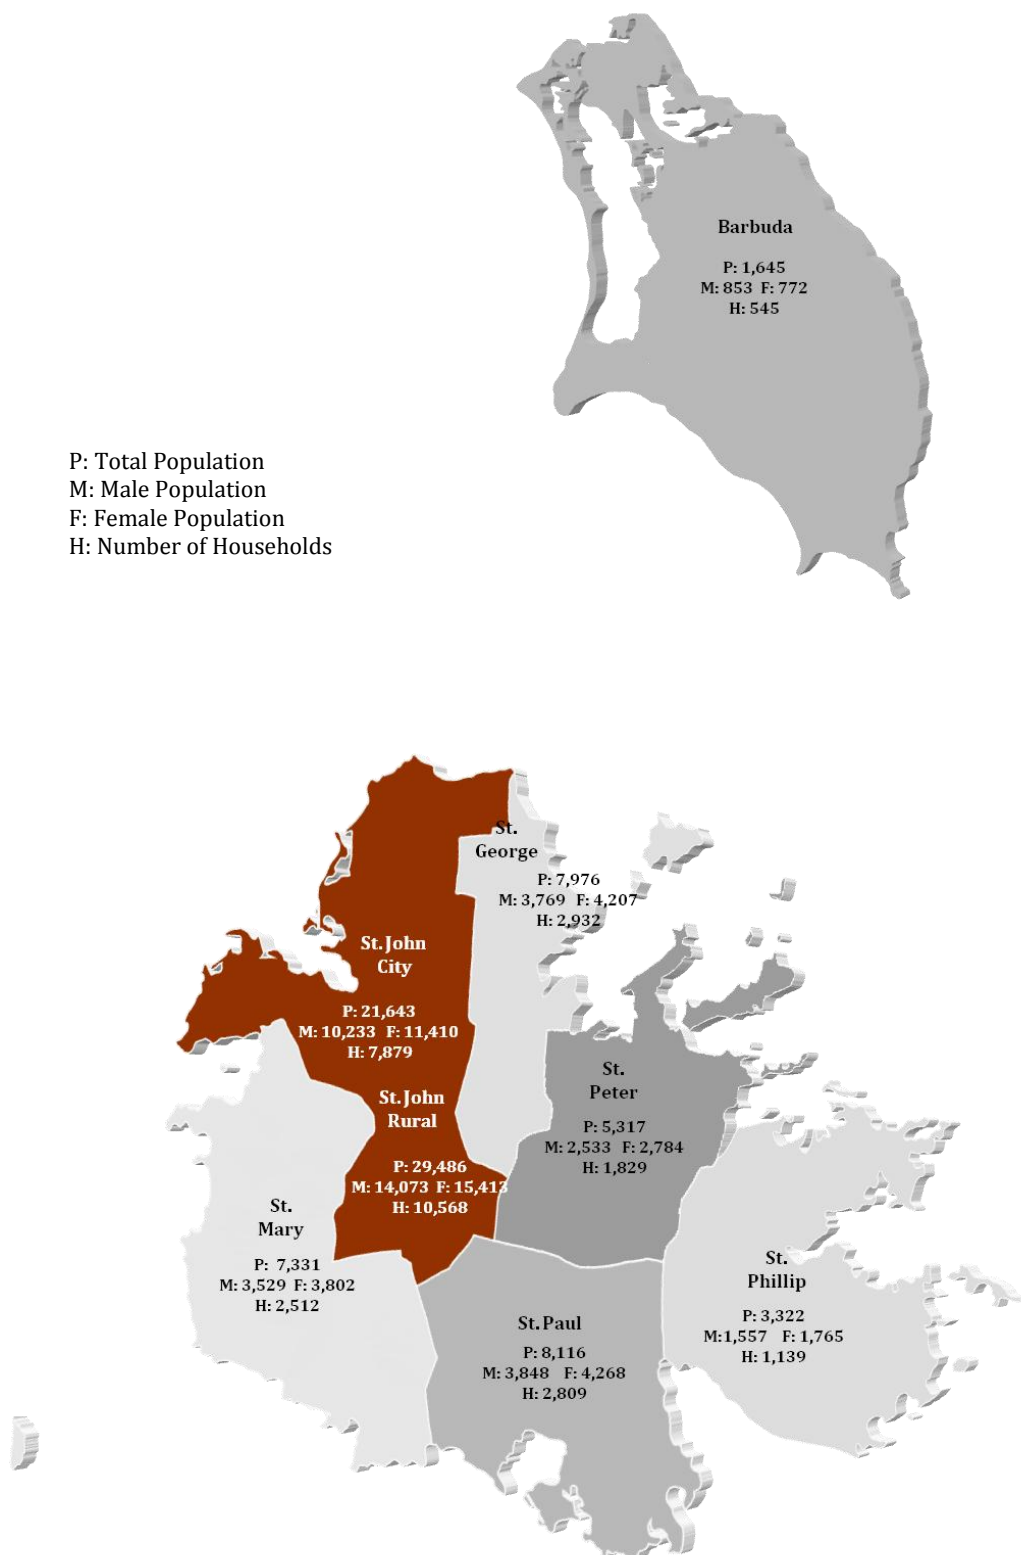 Barbuda
P: 1,645
M: 853 F: 772
H: 545
P: Total Population
M: Male Population
F: Female Population
H: Number of Households
St.
George
P: 7,976
M: 3,769 F: 4,207
H: 2,932
St. John
City
P: 21,643
M: 10,233 F: 11,410
H: 7,879
St.
Peter
P: 5,317
M: 2,533 F: 2,784
H: 1,829
St. John
Rural
P: 29,486
M: 14,073 F: 15,413
H: 10,568
St.
Mary
P: 7,331
M: 3,529 F: 3,802
H: 2,512
St.
Phillip
P: 3,322
M:1,557 F: 1,765
H: 1,139
St. Paul
P: 8,116
M: 3,848 F: 4,268
H: 2,809